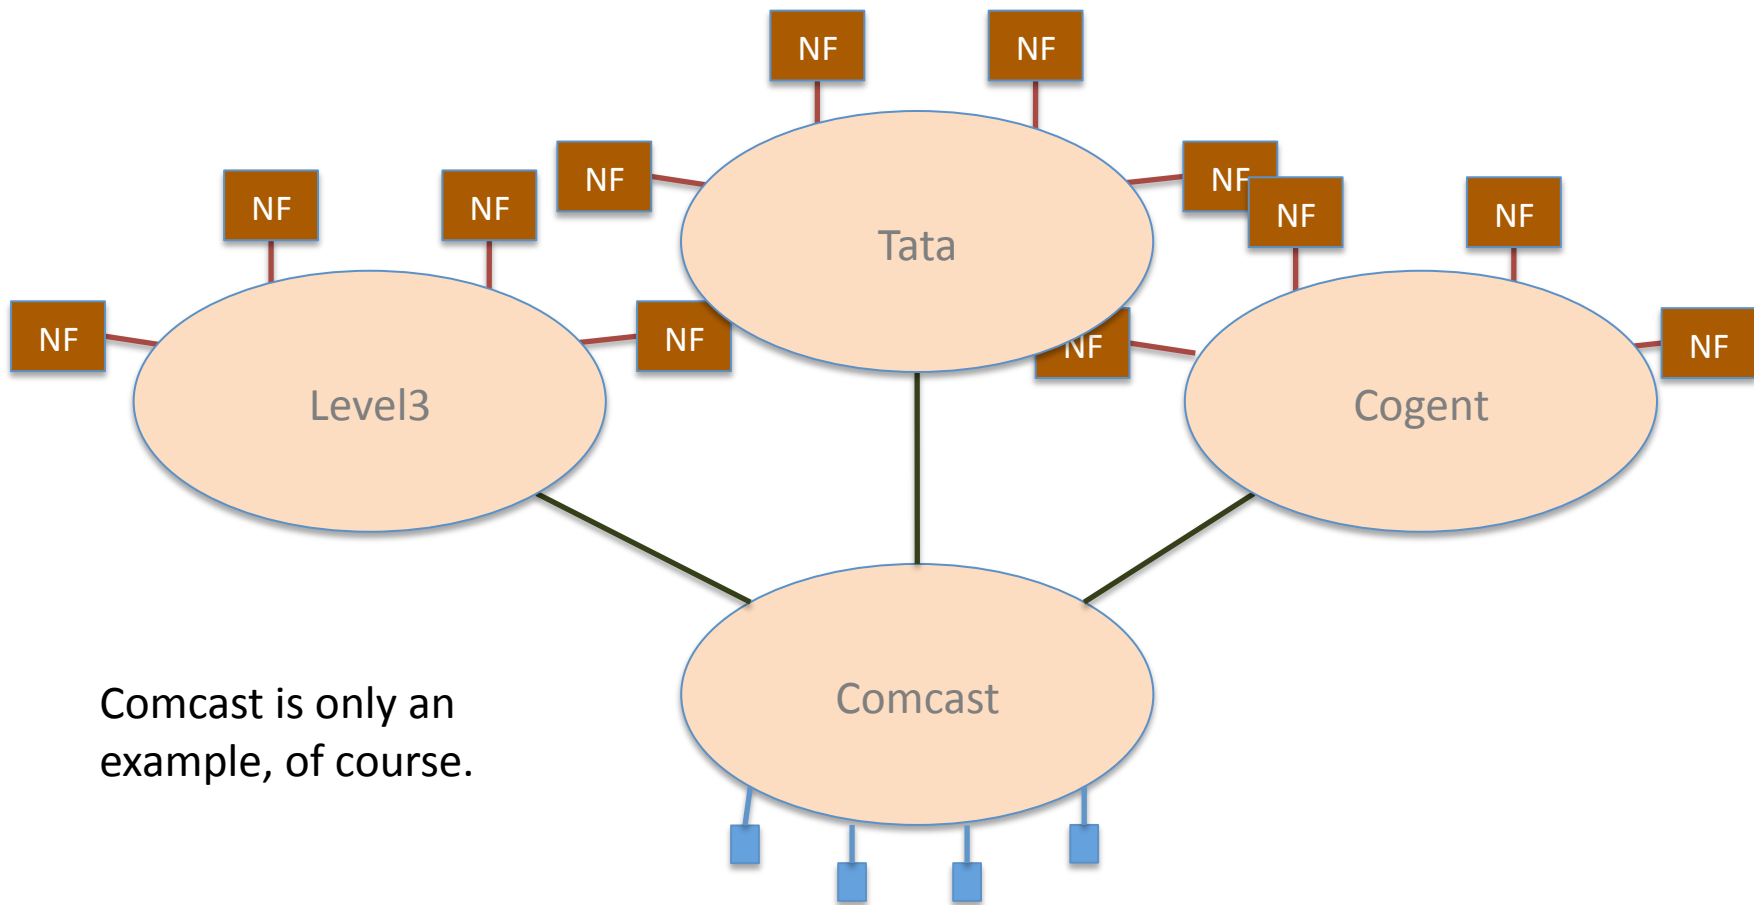 NF
NF
NF
NF
NF
NF
NF
NF
Tata
NF
NF
NF
NF
Level3
Cogent
Comcast
Comcast is only an
example, of course.